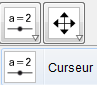 a = 2
a = 2
Curseur